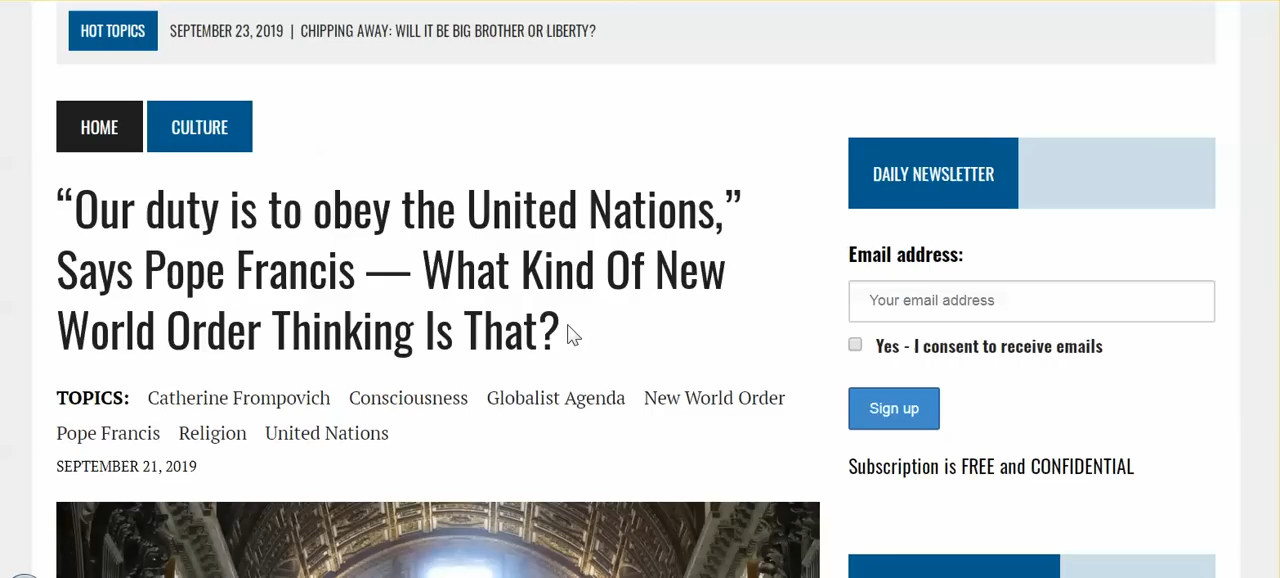 HOT TOPICS SEPTEMBER 23, 2019 | CHIPPING AWAY: WILL IT BE BIG BROTHER OR LIBERTY?
HOME CULTURE
“Our duty is to obey the United Nations,”
Says Pope Francis — What Kind Of New
World Order Thinking Is That?
TOPICS: Catherine Frompovich Consciousness Globalist Agenda New World Order
Pope Francis Religion United Nations
SEPTEMBER 21, 2019
DAILY NEWSLETTER
Email address:
Your email address
Yes - I consent to receive emails
Sign up
Subscription is FREE and CONFIDENTIAL